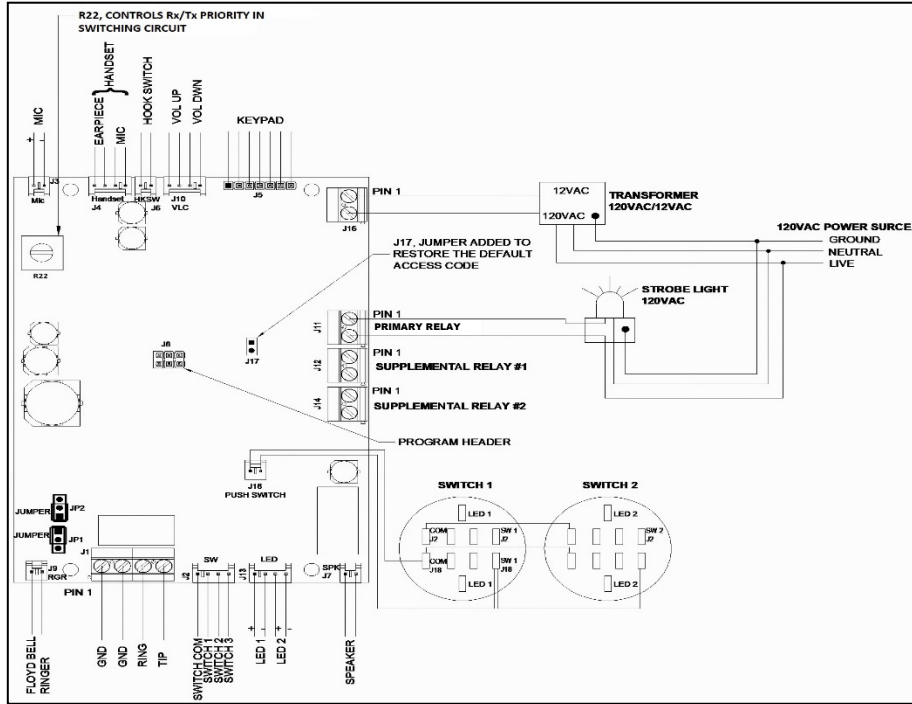 R22, CONTROLS Rx/Tx PRIORITY IN
SWITCHING CIRCUIT
HANDSET
+
-
MIC
EARPIECE
MIC
HOOK SWITCH
VOL UP
VOL DWN
KEYPAD
J3
Mic
Handset
J4
HKSW
J6
J10
VLC
J5
J16
PIN 1
12VAC
120VAC
TRANSFORMER
120VAC/12VAC
120VAC POWER SURCE
GROUND
NEUTRAL
LIVE
R22
J17, JUMPER ADDED TO
RESTORE THE DEFAULT
ACCESS CODE
STROBE LIGHT
120VAC
J11
PIN 1
PRIMARY RELAY
J8
J17
J12
PIN 1
SUPPLEMENTAL RELAY #1
J14
PIN 1
SUPPLEMENTAL RELAY #2
PROGRAM HEADER
J18
PUSH SWITCH
SWITCH 1
SWITCH 2
LED 1
LED 2
COM
J2
SW 1
J2
SW 2
J2
COM
J18
SW 1
J18
LED 1
LED 2
JUMPER
JP2
JUMPER
JP1
J1
J9
RGR
PIN 1
SW
J2
LED
J13
SPK
J7
FLOYD BELL
RINGER
GND
GND
RING
TIP
SWITCH COM
SWITCH 1
SWITCH 2
SWITCH 3
+
-
LED 1
+
-
LED 2
SPEAKER